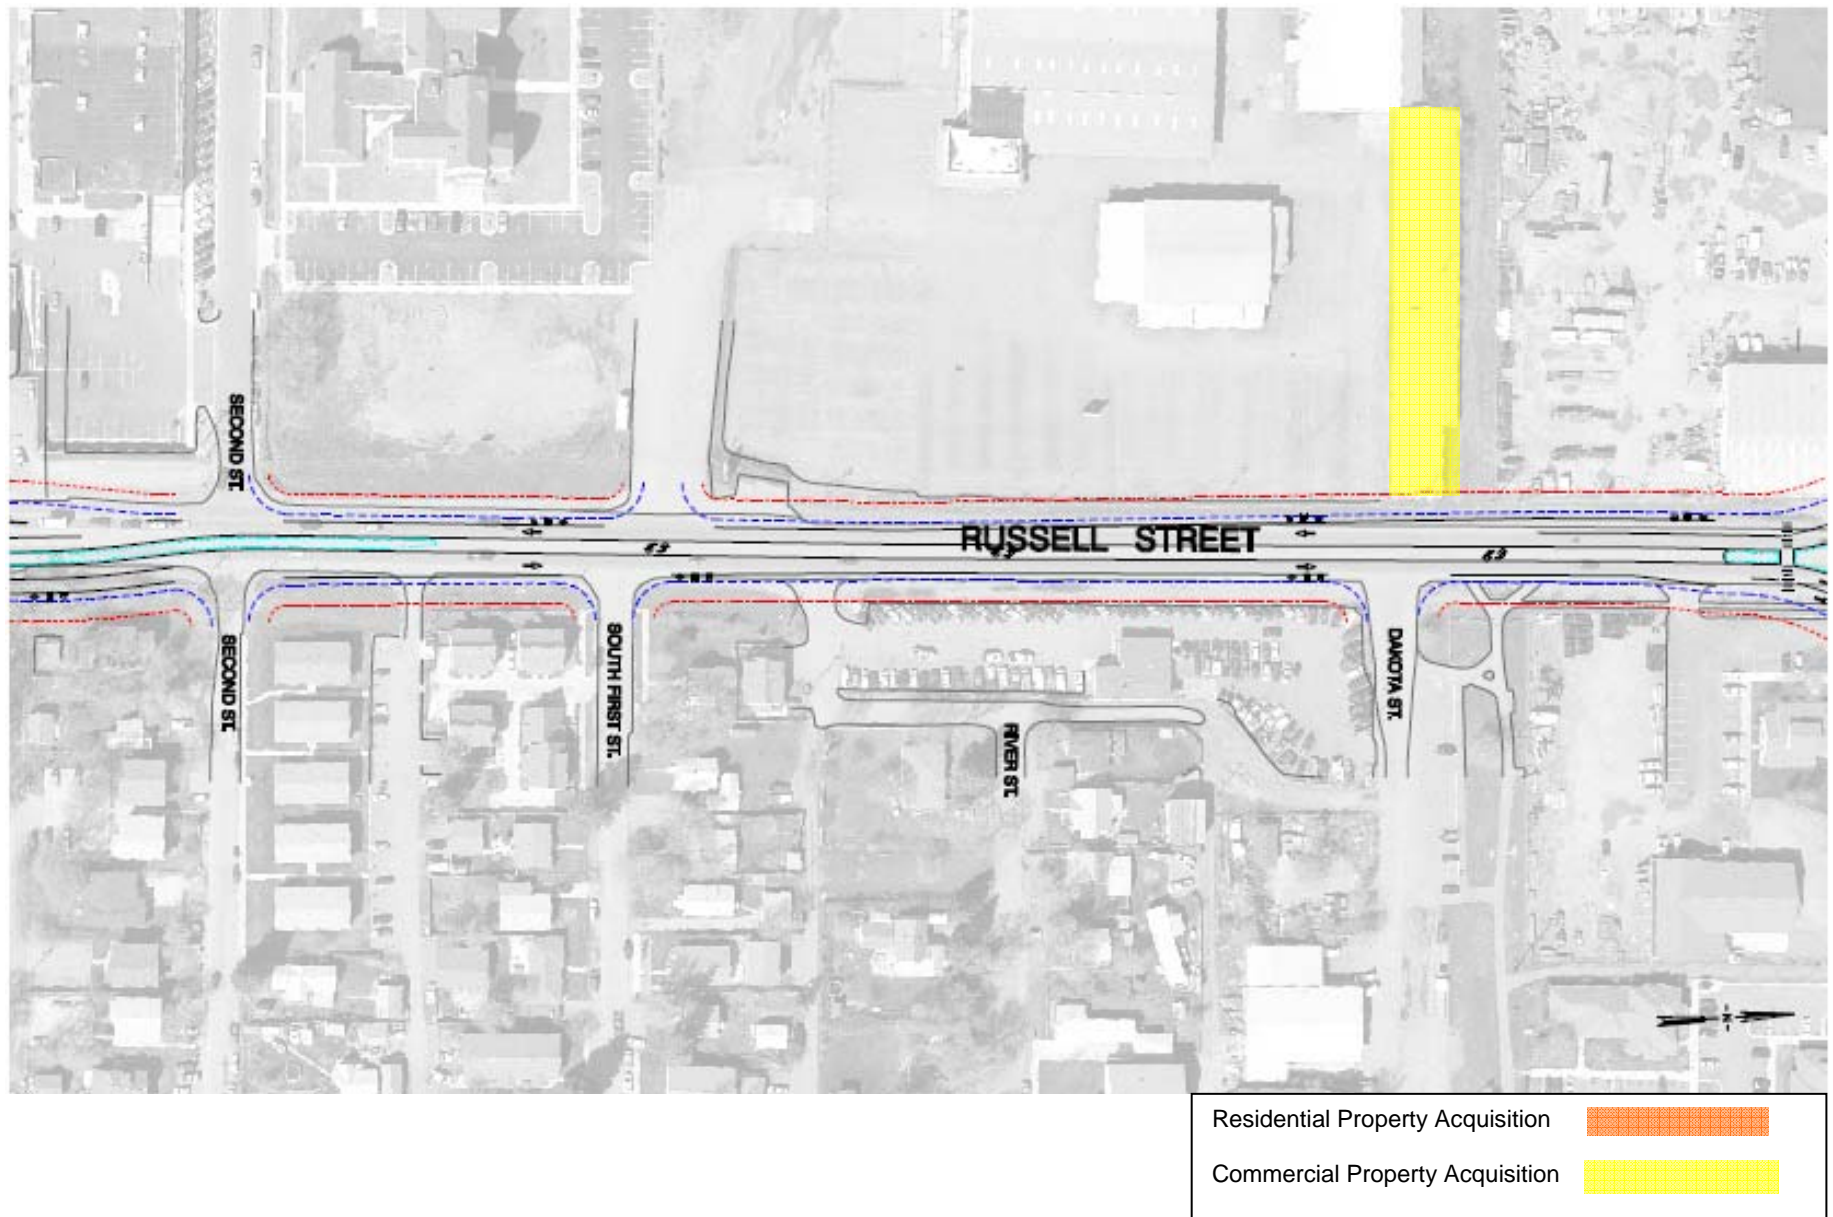 SECOND ST.
RUSSELL STREET
SECOND ST.
SOUTH FIRST ST.
RIVER ST.
DAKOTA ST.
-N-
Residential Property Acquisition
Commercial Property Acquisition